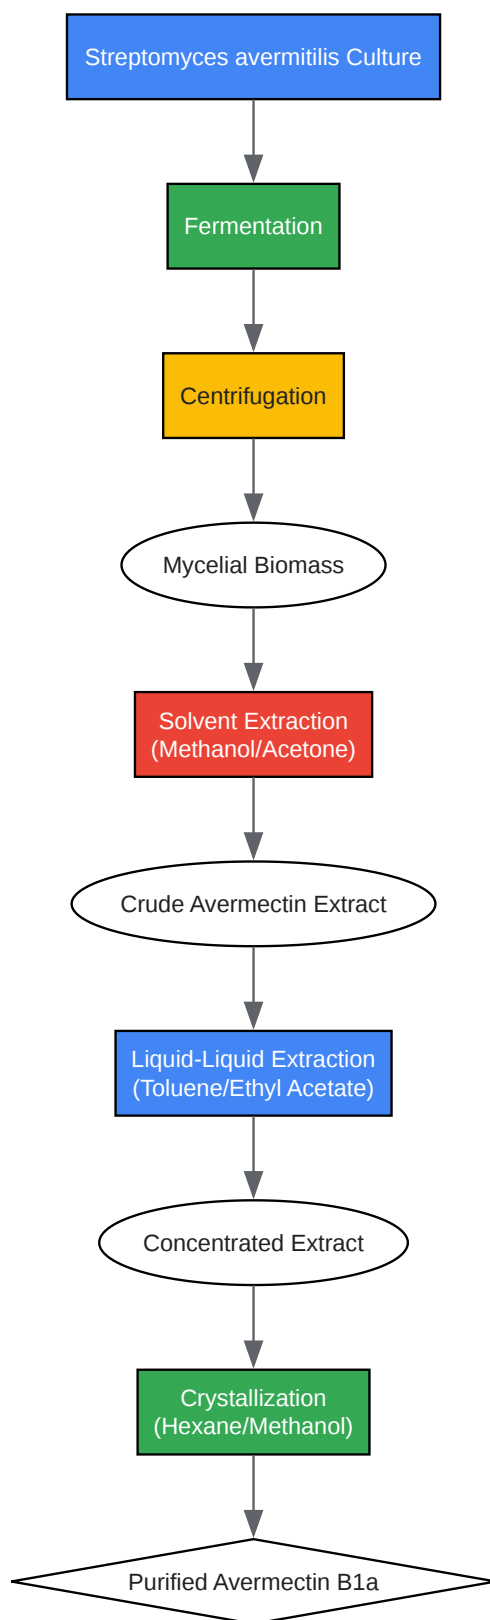 Streptomyces avermitilis Culture
Fermentation
Centrifugation
Mycelial Biomass
Solvent Extraction
(Methanol/Acetone)
Crude Avermectin Extract
Liquid-Liquid Extraction
(Toluene/Ethyl Acetate)
Concentrated Extract
Crystallization
(Hexane/Methanol)
Purified Avermectin B1a